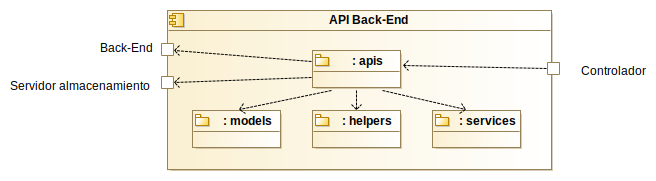 API Back-End
Back-End
: apis
Servidor almacenamiento
Controlador
: models
: helpers
: services